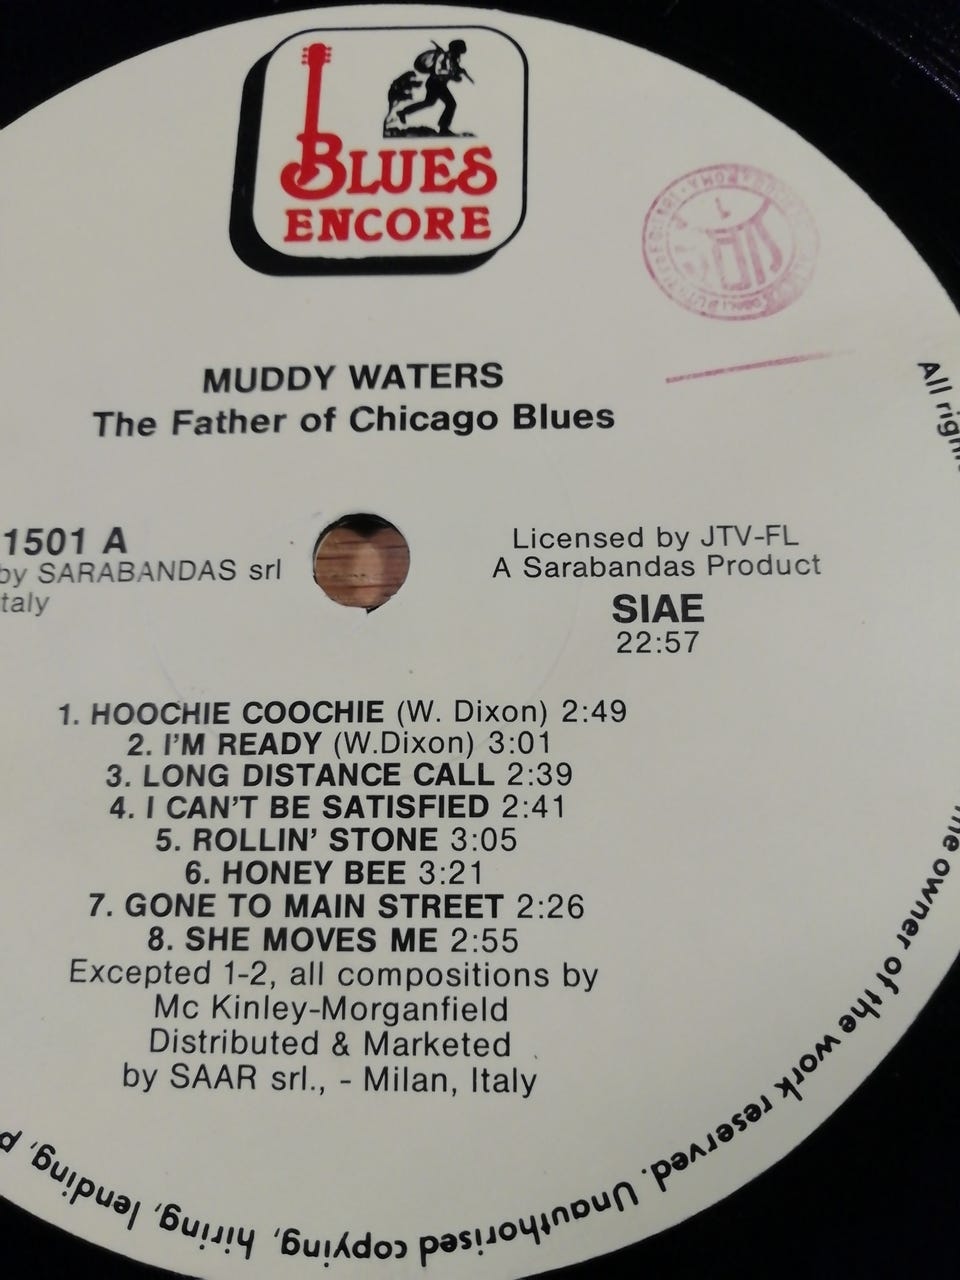 BLUES
ENCORE
MUDDY WATERS
The Father of Chicago Blues
1501 A
by SARABANDAS srl
Licensed by JTV-FL
A Sarabandas Product
SIAE
22:57
1. HOOCHIE COOCHIE (W. Dixon) 2:49
2. I'M READY (W.Dixon) 3:01
3. LONG DISTANCE CALL 2:39
4. I CAN'T BE SATISFIED 2:41
5. ROLLIN' STONE 3:05
6. HONEY BEE 3:21
7. GONE TO MAIN STREET 2:26
8. SHE MOVES ME 2:55
Excepted 1-2, all compositions by
Mc Kinley-Morganfield
Distributed & Marketed
by SAAR srl., - Milan, Italy
All
owner of the work reserved. Unauthorised copying, hiring, lending,